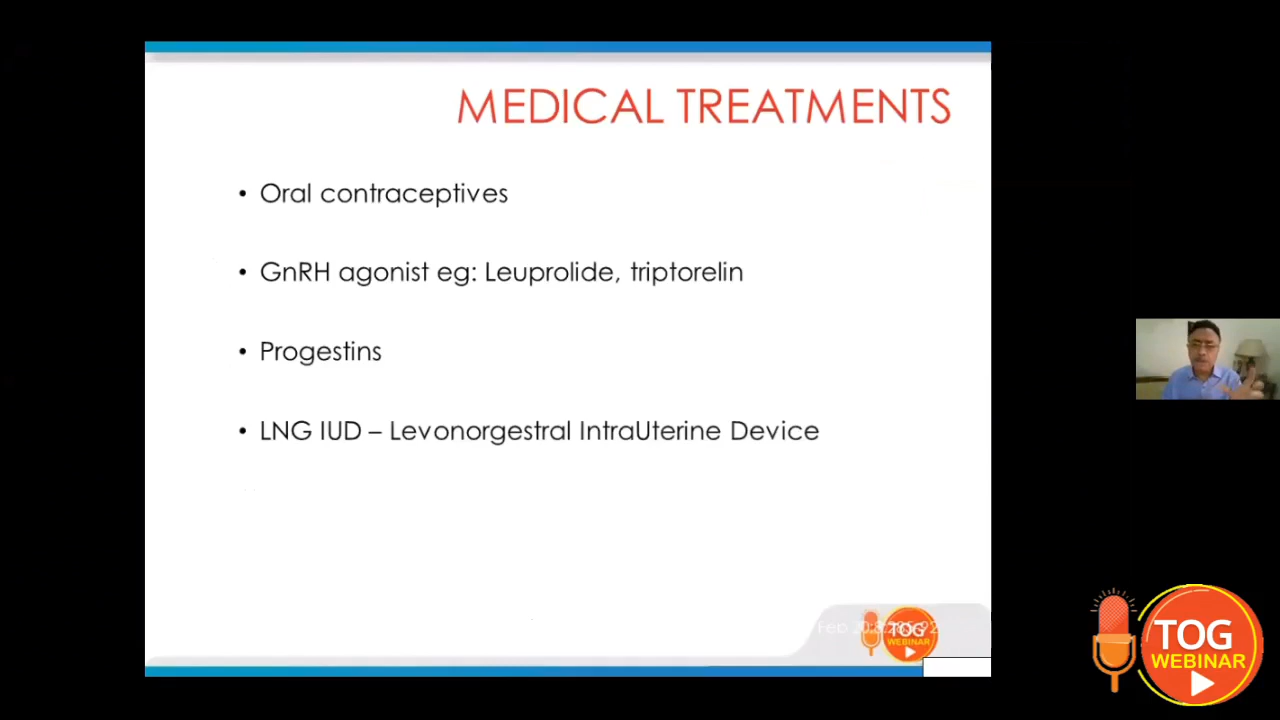 MEDICAL TREATMENTS
• Oral contraceptives
• GnRH agonist eg: Leuprolide, triptorelin
• Progestins
• LNG IUD – Levonorgestral IntraUterine Device
TOG
WEBINAR
TOG
WEBINAR